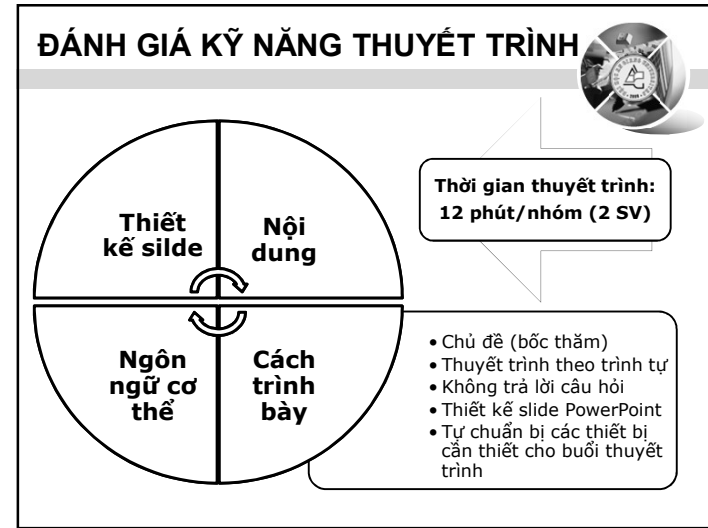 ĐÁNH GIÁ KỸ NĂNG THUYẾT TRÌNH
Thời gian thuyết trình:
12 phút/nhóm (2 SV)
Thiết
kế silde
Nội
dung
Ngôn
ngữ cơ
thể
Cách
trình
bày
• Chủ đề (bốc thăm)
• Thuyết trình theo trình tự
• Không trả lời câu hỏi
• Thiết kế slide PowerPoint
• Tự chuẩn bị các thiết bị
cần thiết cho buổi thuyết
trình